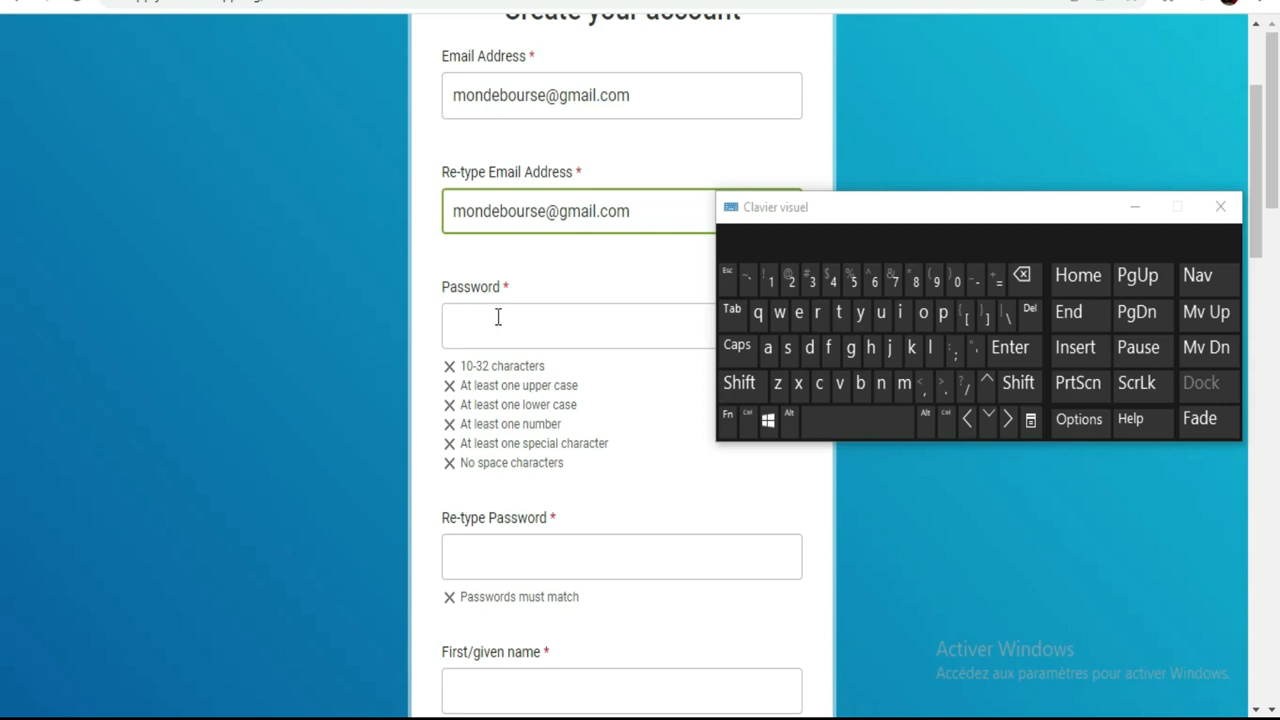 Create your account
Email Address *
mondebourse@gmail.com
Re-type Email Address *
mondebourse@gmail.com
Clavier visuel
Esc ~ ` ! 1 @ 2 # 3 $ 4 % 5 ^ 6 & 7 * 8 ( 9 ) 0 _ - + = Home PgUp Nav
Password *
Tab q w e r t y u i o p { [ } ] | \ Del End PgDn Mv Up
Caps a s d f g h j k l : ; " ' Enter Insert Pause Mv Dn
10-32 characters
Shift z x c v b n m < , > . ? / Shift PrtScn ScrLk Dock
At least one upper case
At least one lower case
Fn Ctrl Alt Alt Ctrl Options Help Fade
At least one number
At least one special character
No space characters
Re-type Password *
Passwords must match
First/given name *
Activer Windows
Accédez aux paramètres pour activer Windows.